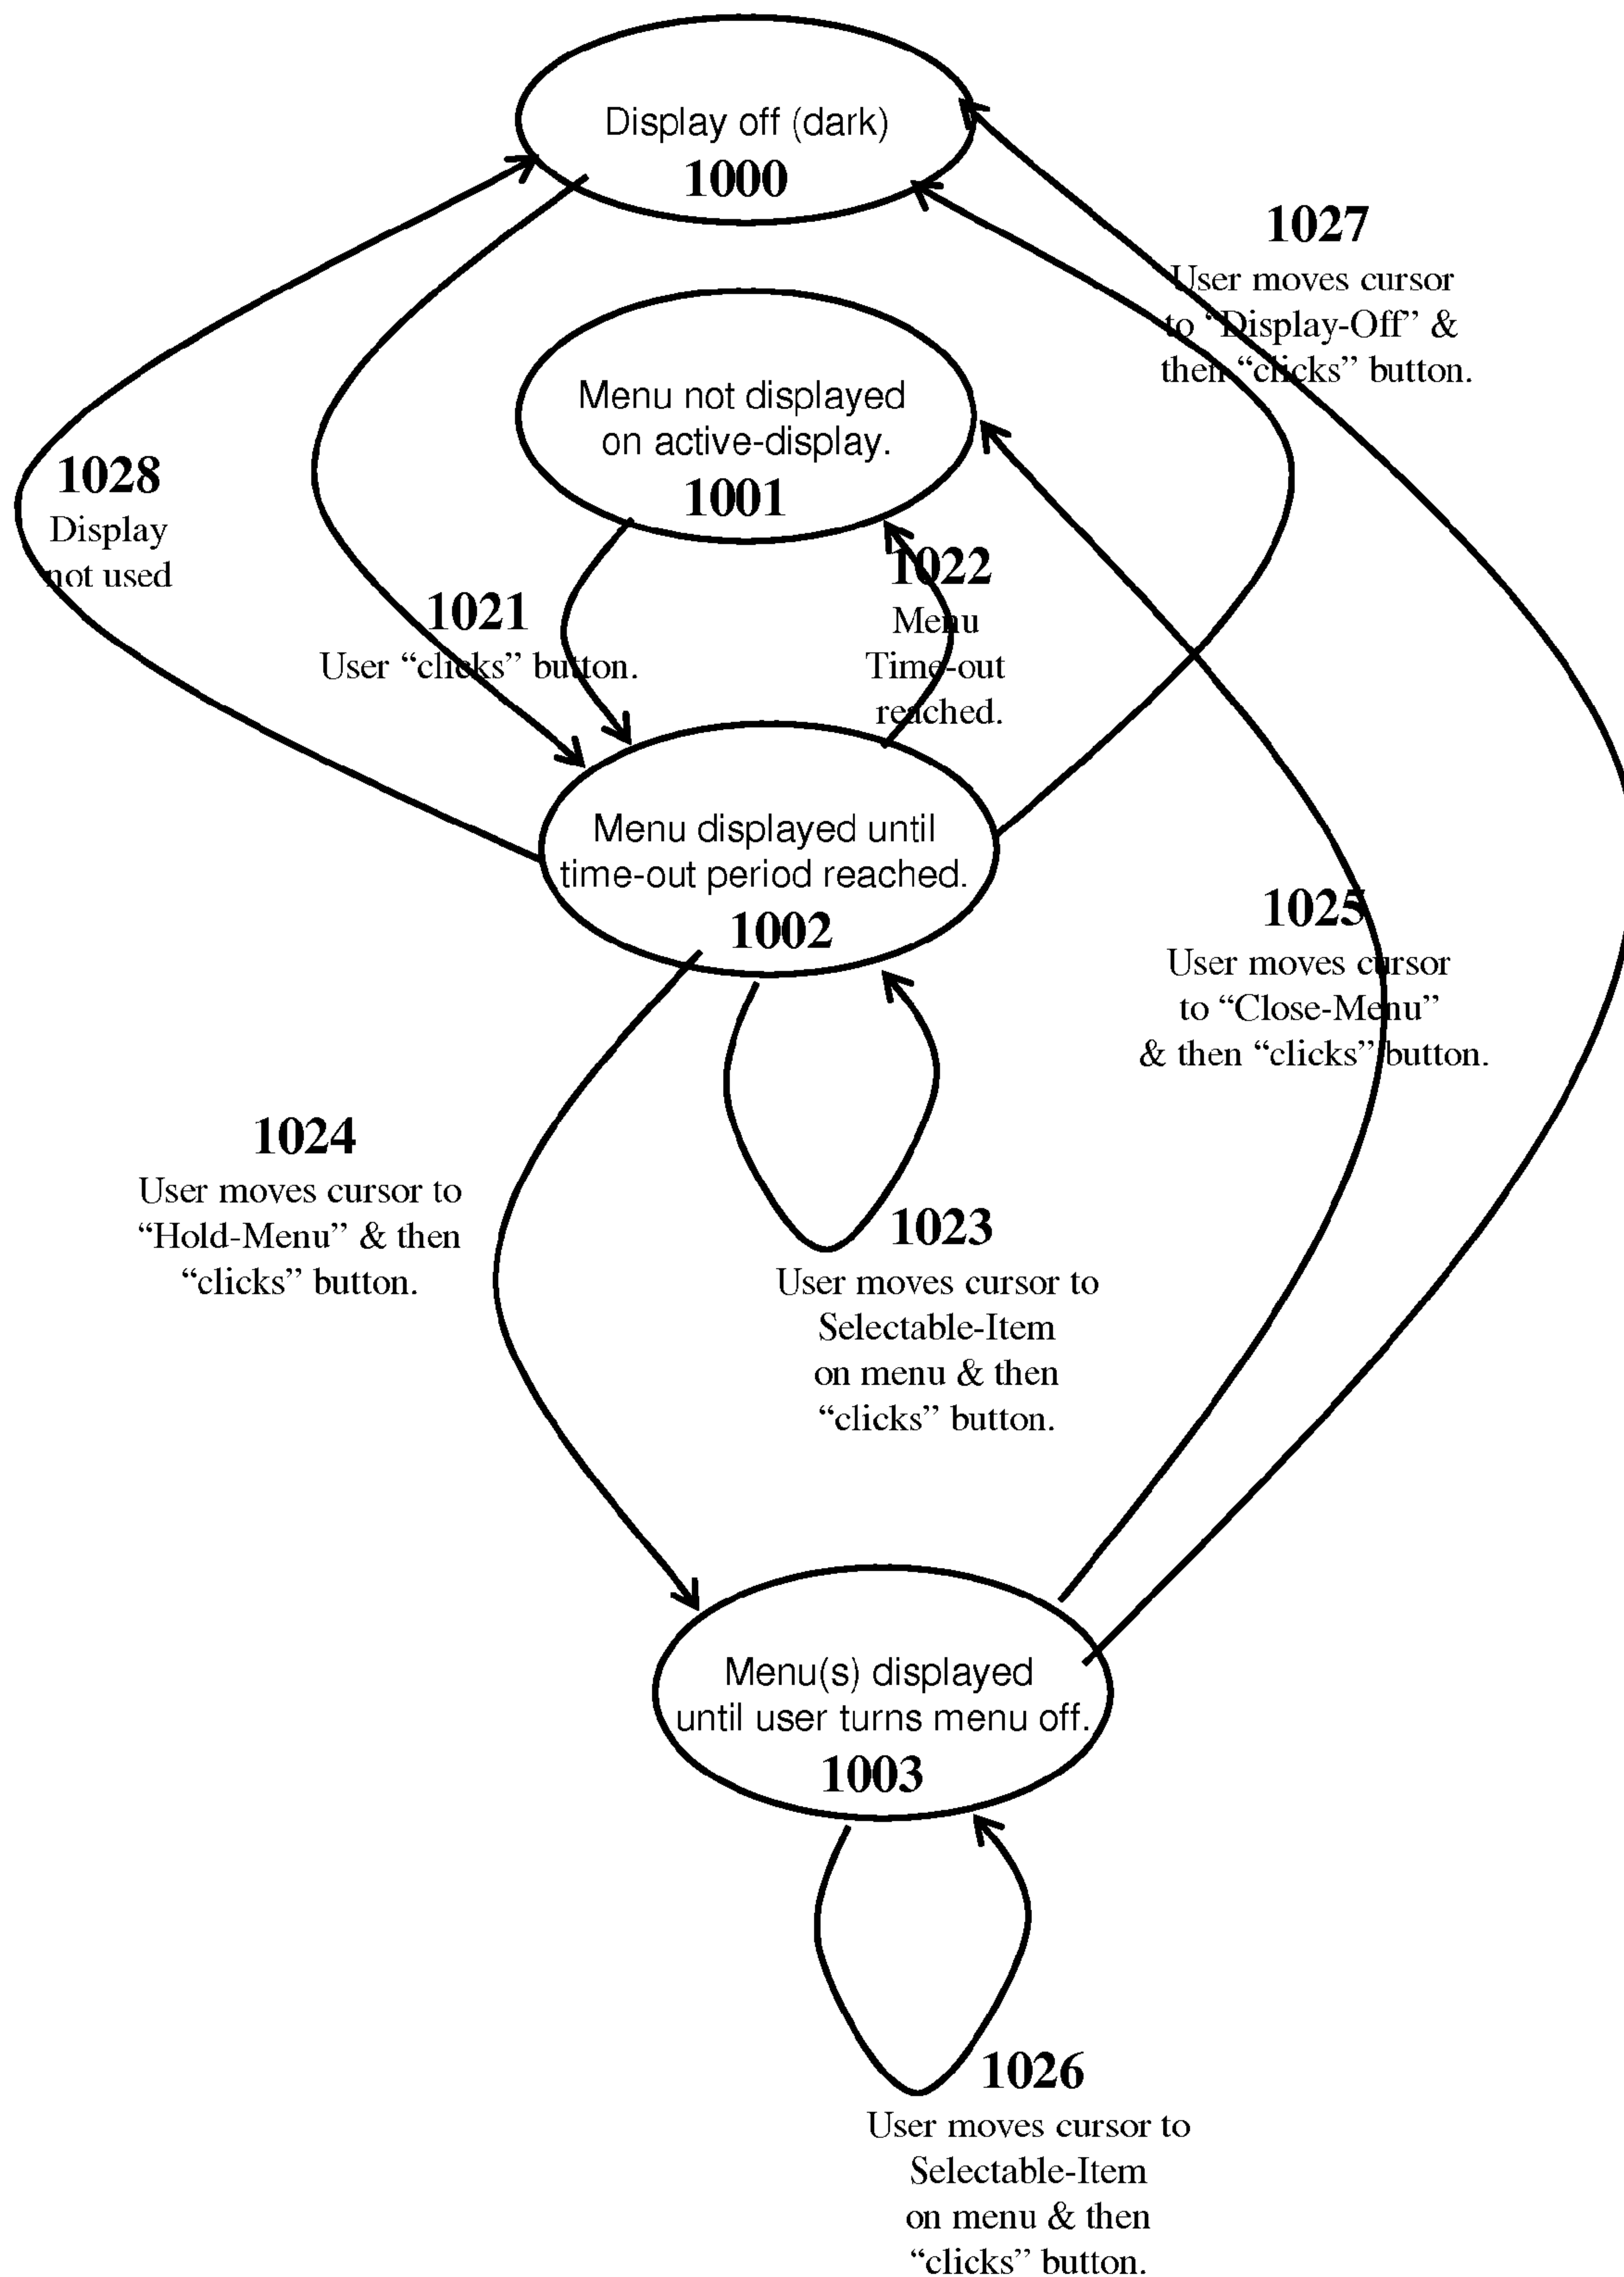 Display off (dark)
1000
1027
User moves cursor
to “Display-Off” &
then “clicks” button.
Menu not displayed
on active-display.
1001
1028
Display
not used
1022
Menu
Time-out
reached.
1021
User “clicks” button.
Menu displayed until
time-out period reached.
1002
1025
User moves cursor
to “Close-Menu”
& then “clicks” button.
1024
User moves cursor to
“Hold-Menu” & then
“clicks” button.
1023
User moves cursor to
Selectable-Item
on menu & then
“clicks” button.
Menu(s) displayed
until user turns menu off.
1003
1026
User moves cursor to
Selectable-Item
on menu & then
“clicks” button.